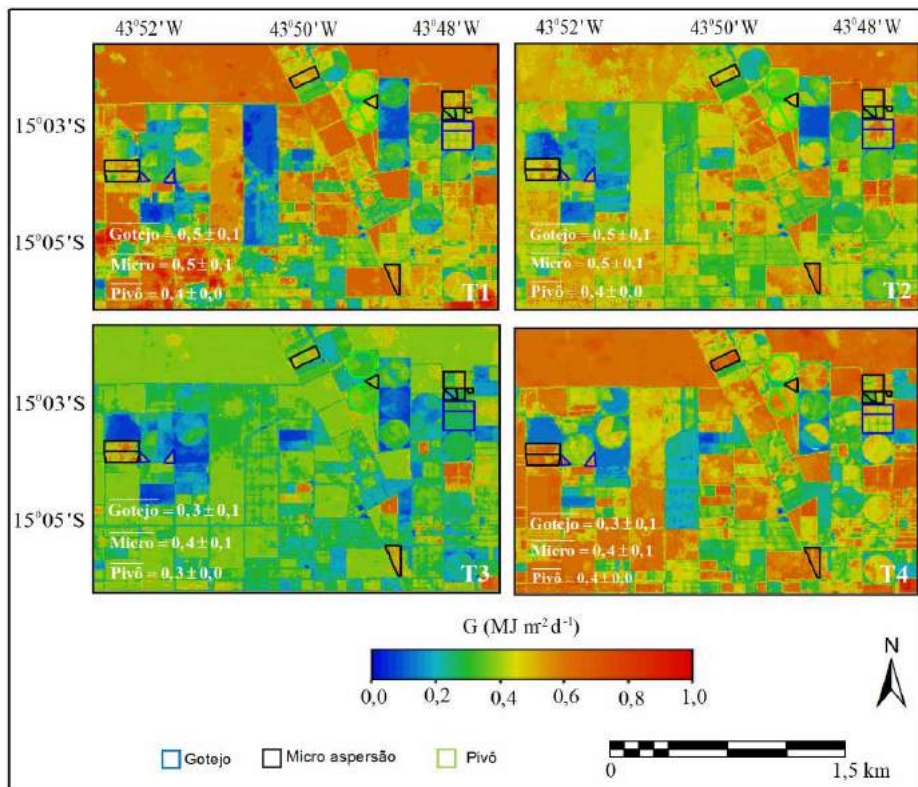 43°52'W 43°50'W 43°48'W 43°52'W 43°50'W 43°48'W
15°03'S
15°05'S
Gotejo = 0,5 ± 0,1
Micro = 0,5 ± 0,1
Pivô = 0,4 ± 0,0
T1
Gotejo = 0,5 ± 0,1
Micro = 0,5 ± 0,1
Pivô = 0,4 ± 0,0
T2
15°03'S
15°05'S
Gotejo = 0,3 ± 0,1
Micro = 0,4 ± 0,1
Pivô = 0,3 ± 0,0
T3
Gotejo = 0,3 ± 0,1
Micro = 0,4 ± 0,1
Pivô = 0,4 ± 0,0
T4
G (MJ m⁻² d⁻¹)
0,0 0,2 0,4 0,6 0,8 1,0
N
Gotejo Micro aspersão Pivô
0 1,5 km